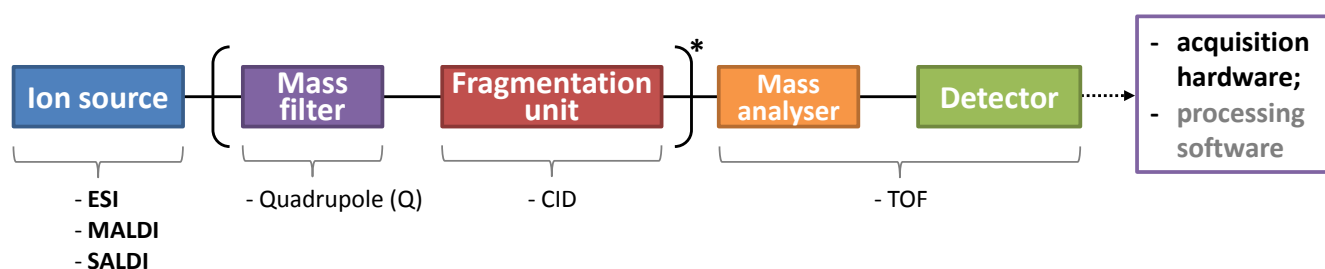 Ion source
Mass
filter
Fragmentation
unit
*
Mass
analyser
Detector
- acquisition
hardware;
- processing
software
- ESI
- MALDI
- SALDI
- Quadrupole (Q)
- CID
- TOF